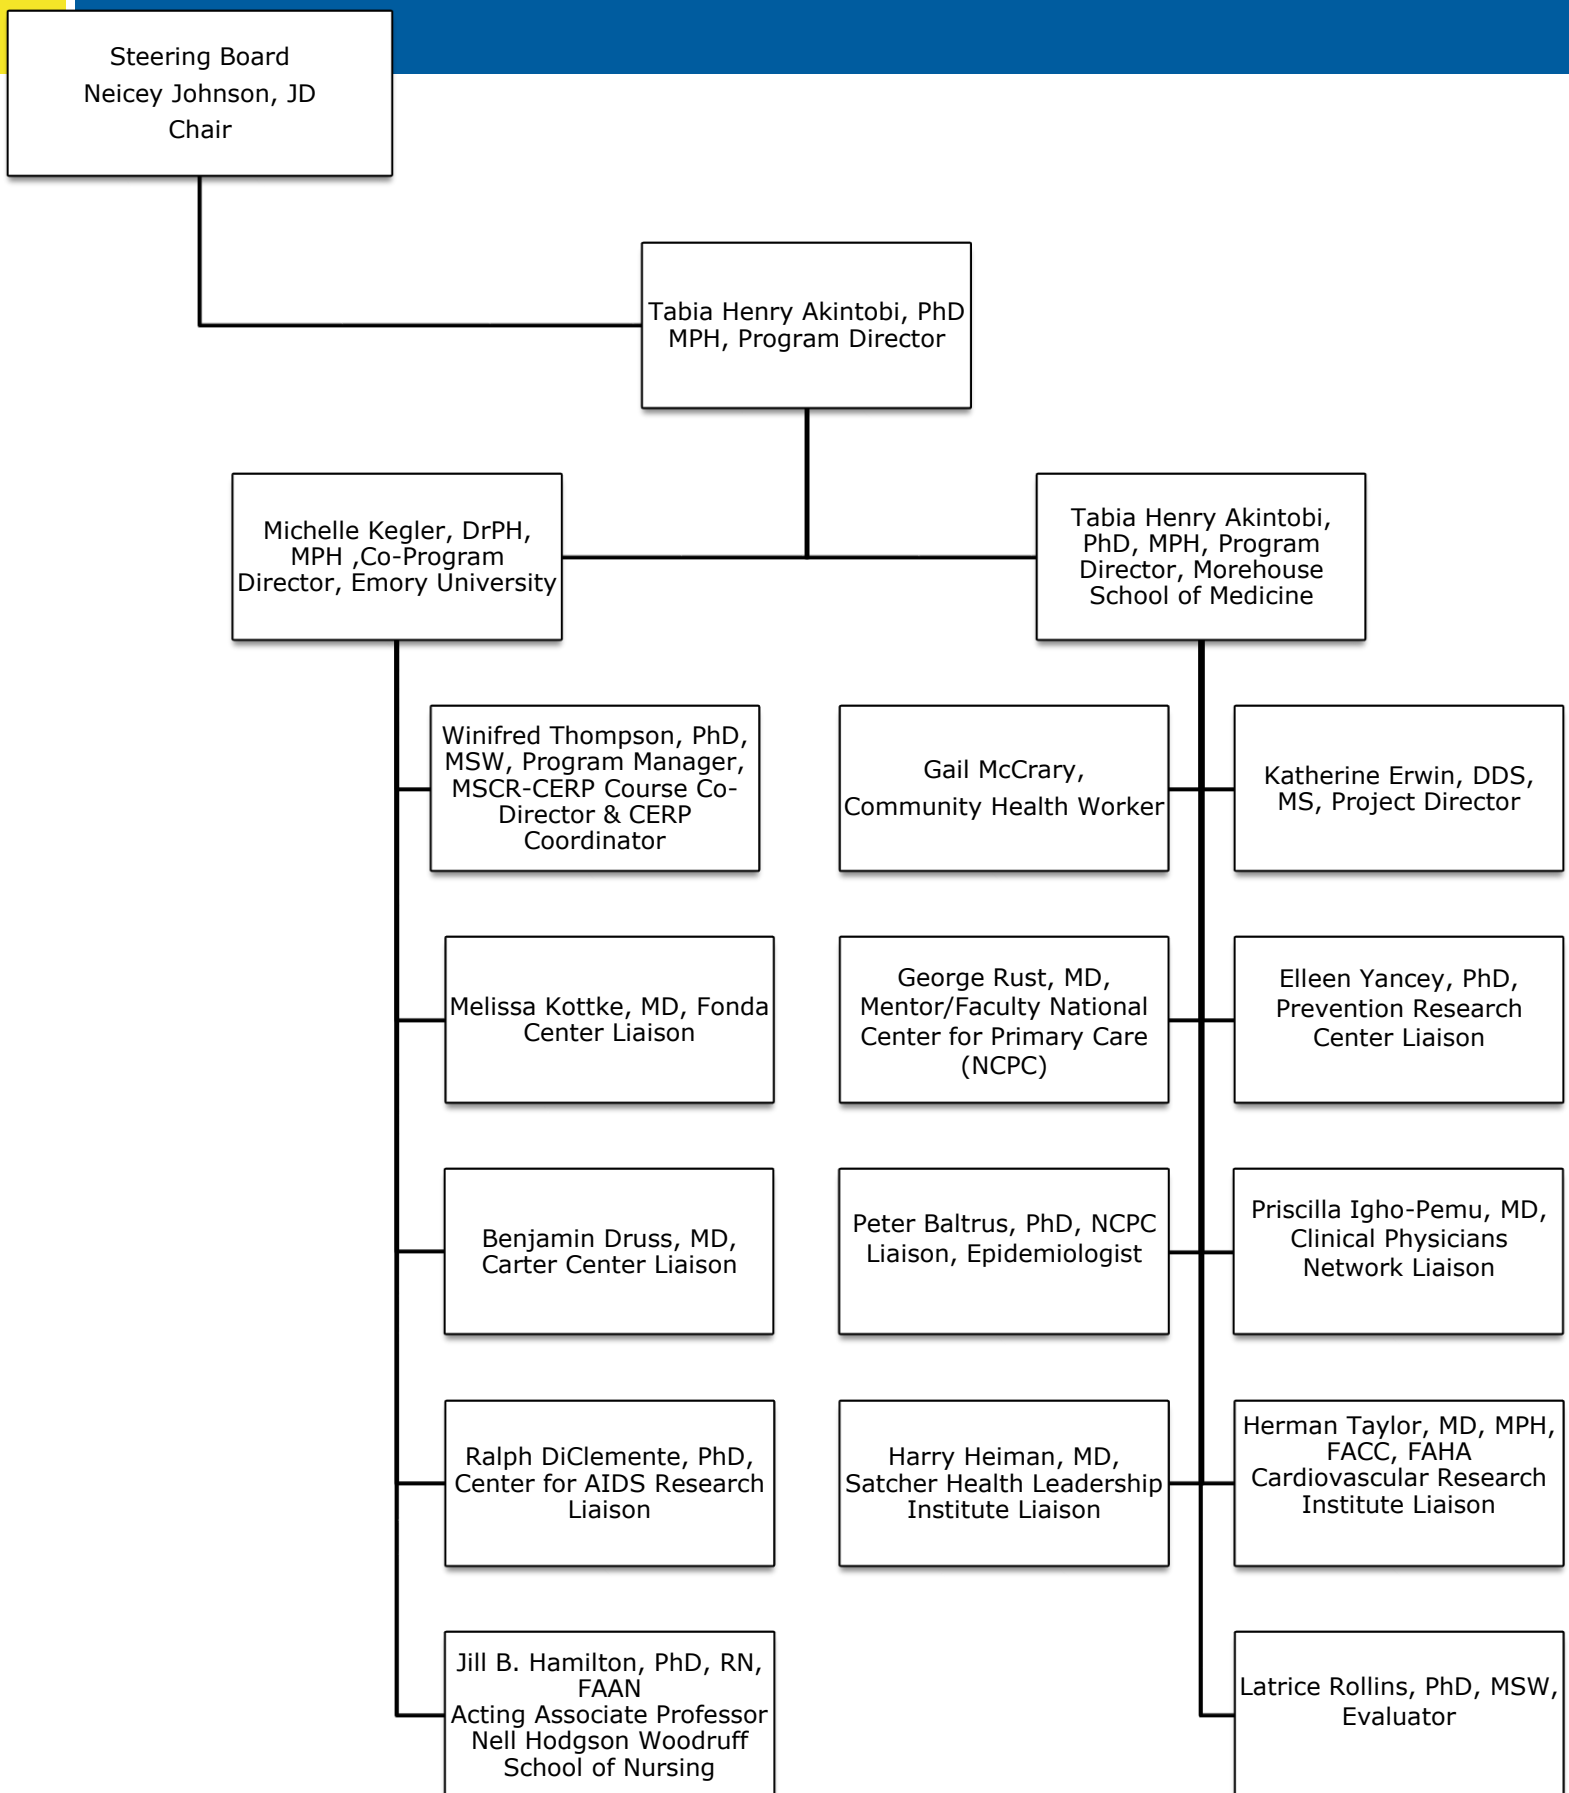 Steering Board
Neicey Johnson, JD
Chair
Tabia Henry Akintobi, PhD
MPH, Program Director
Michelle Kegler, DrPH,
MPH ,Co-Program
Director, Emory University
Tabia Henry Akintobi,
PhD, MPH, Program
Director, Morehouse
School of Medicine
Winifred Thompson, PhD,
MSW, Program Manager,
MSCR-CERP Course Co-
Director & CERP
Coordinator
Gail McCrary,
Community Health Worker
Katherine Erwin, DDS,
MS, Project Director
Melissa Kottke, MD, Fonda
Center Liaison
George Rust, MD,
Mentor/Faculty National
Center for Primary Care
(NCPC)
Elleen Yancey, PhD,
Prevention Research
Center Liaison
Benjamin Druss, MD,
Carter Center Liaison
Peter Baltrus, PhD, NCPC
Liaison, Epidemiologist
Priscilla Igho-Pemu, MD,
Clinical Physicians
Network Liaison
Ralph DiClemente, PhD,
Center for AIDS Research
Liaison
Harry Heiman, MD,
Satcher Health Leadership
Institute Liaison
Herman Taylor, MD, MPH,
FACC, FAHA
Cardiovascular Research
Institute Liaison
Jill B. Hamilton, PhD, RN,
FAAN
Acting Associate Professor
Nell Hodgson Woodruff
School of Nursing
Latrice Rollins, PhD, MSW,
Evaluator